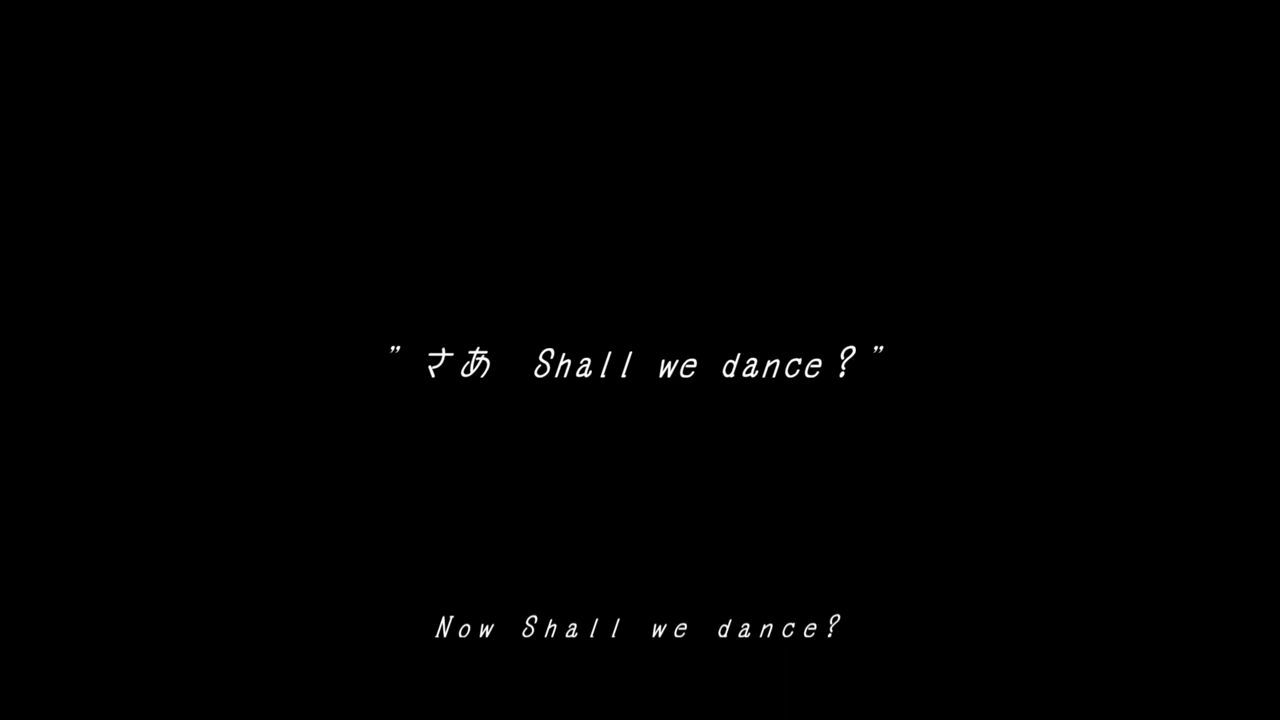 ”さあ　Shall we dance？”
Now Shall we dance?